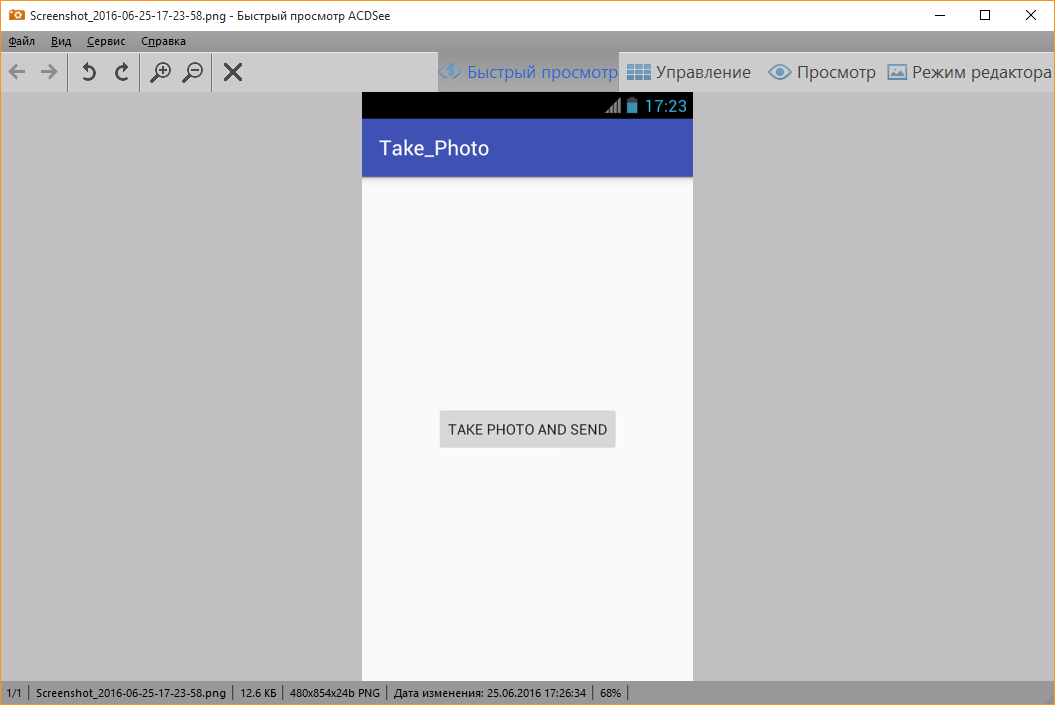 Screenshot_2016-06-25-17-23-58.png - Быстрый просмотр ACDSee
Файл Вид Сервис Справка
Быстрый просмотр Управление Просмотр Режим редактора
17:23
Take_Photo
TAKE PHOTO AND SEND
1/1 Screenshot_2016-06-25-17-23-58.png 12.6 КБ 480x854x24b PNG Дата изменения: 25.06.2016 17:26:34 68%